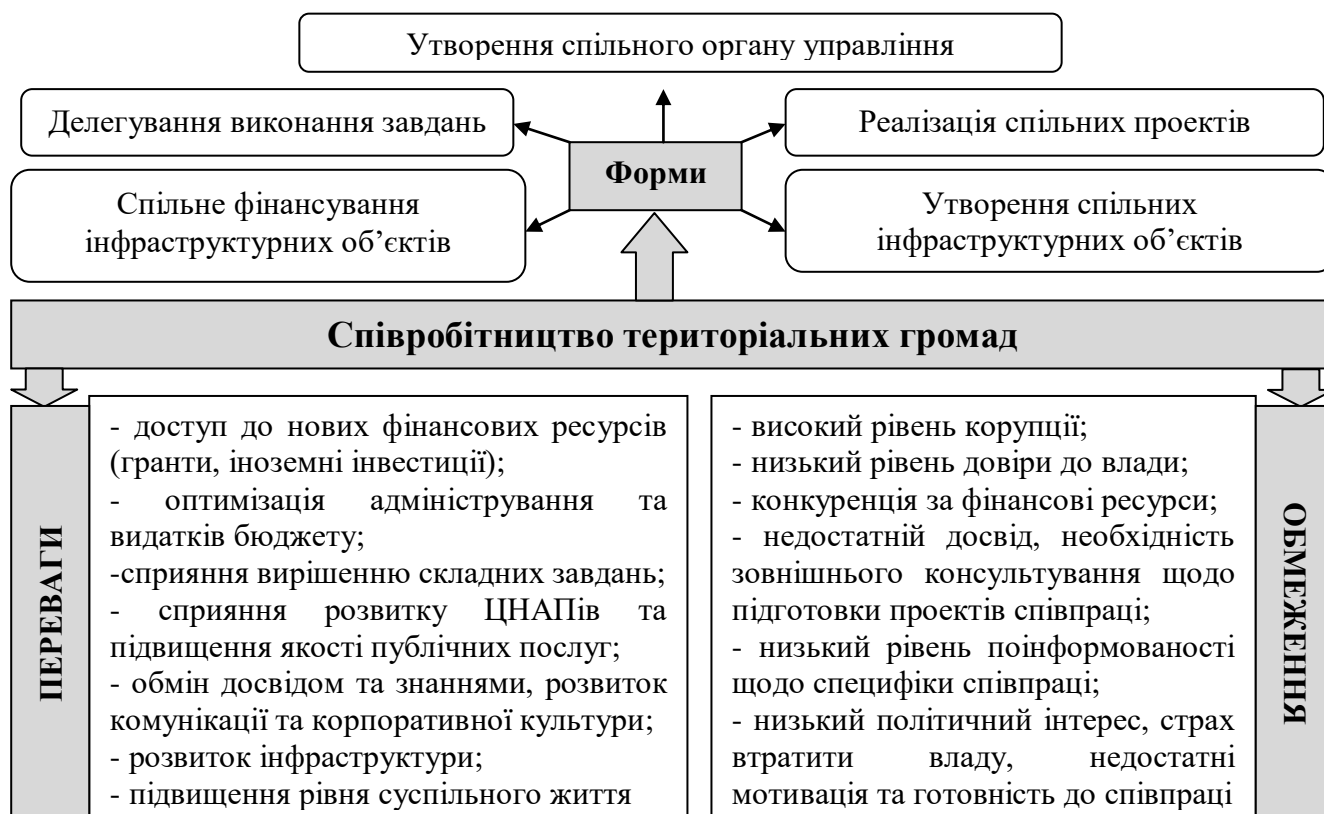 Утворення спільного органу управління
Делегування виконання завдань
Реалізація спільних проектів
Форми
Спільне фінансування
інфраструктурних об’єктів
Утворення спільних
інфраструктурних об’єктів
Співробітництво територіальних громад
ПЕРЕВАГИ
- доступ до нових фінансових ресурсів
(гранти, іноземні інвестиції);
- оптимізація адміністрування та
видатків бюджету;
-сприяння вирішенню складних завдань;
- сприяння розвитку ЦНАПів та
підвищення якості публічних послуг;
- обмін досвідом та знаннями, розвиток
комунікації та корпоративної культури;
- розвиток інфраструктури;
- підвищення рівня суспільного життя
- високий рівень корупції;
- низький рівень довіри до влади;
- конкуренція за фінансові ресурси;
- недостатній досвід, необхідність
зовнішнього консультування щодо
підготовки проектів співпраці;
- низький рівень поінформованості
щодо специфіки співпраці;
- низький політичний інтерес, страх
втратити владу, недостатні
мотивація та готовність до співпраці
ОБМЕЖЕННЯ